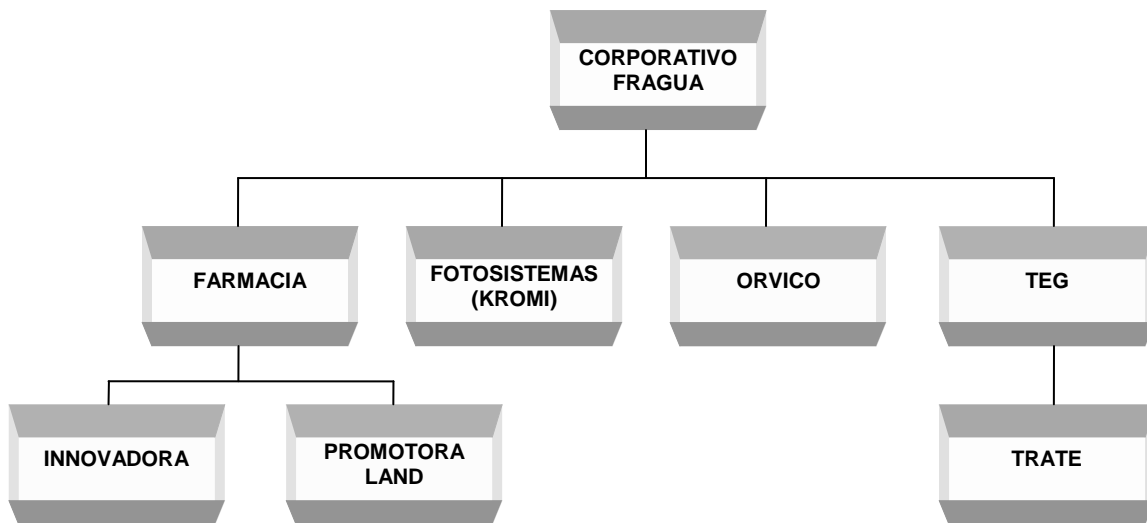 CORPORATIVO
FRAGUA
FARMACIA
FOTOSISTEMAS
(KROMI)
ORVICO
TEG
INNOVADORA
PROMOTORA
LAND
TRATE